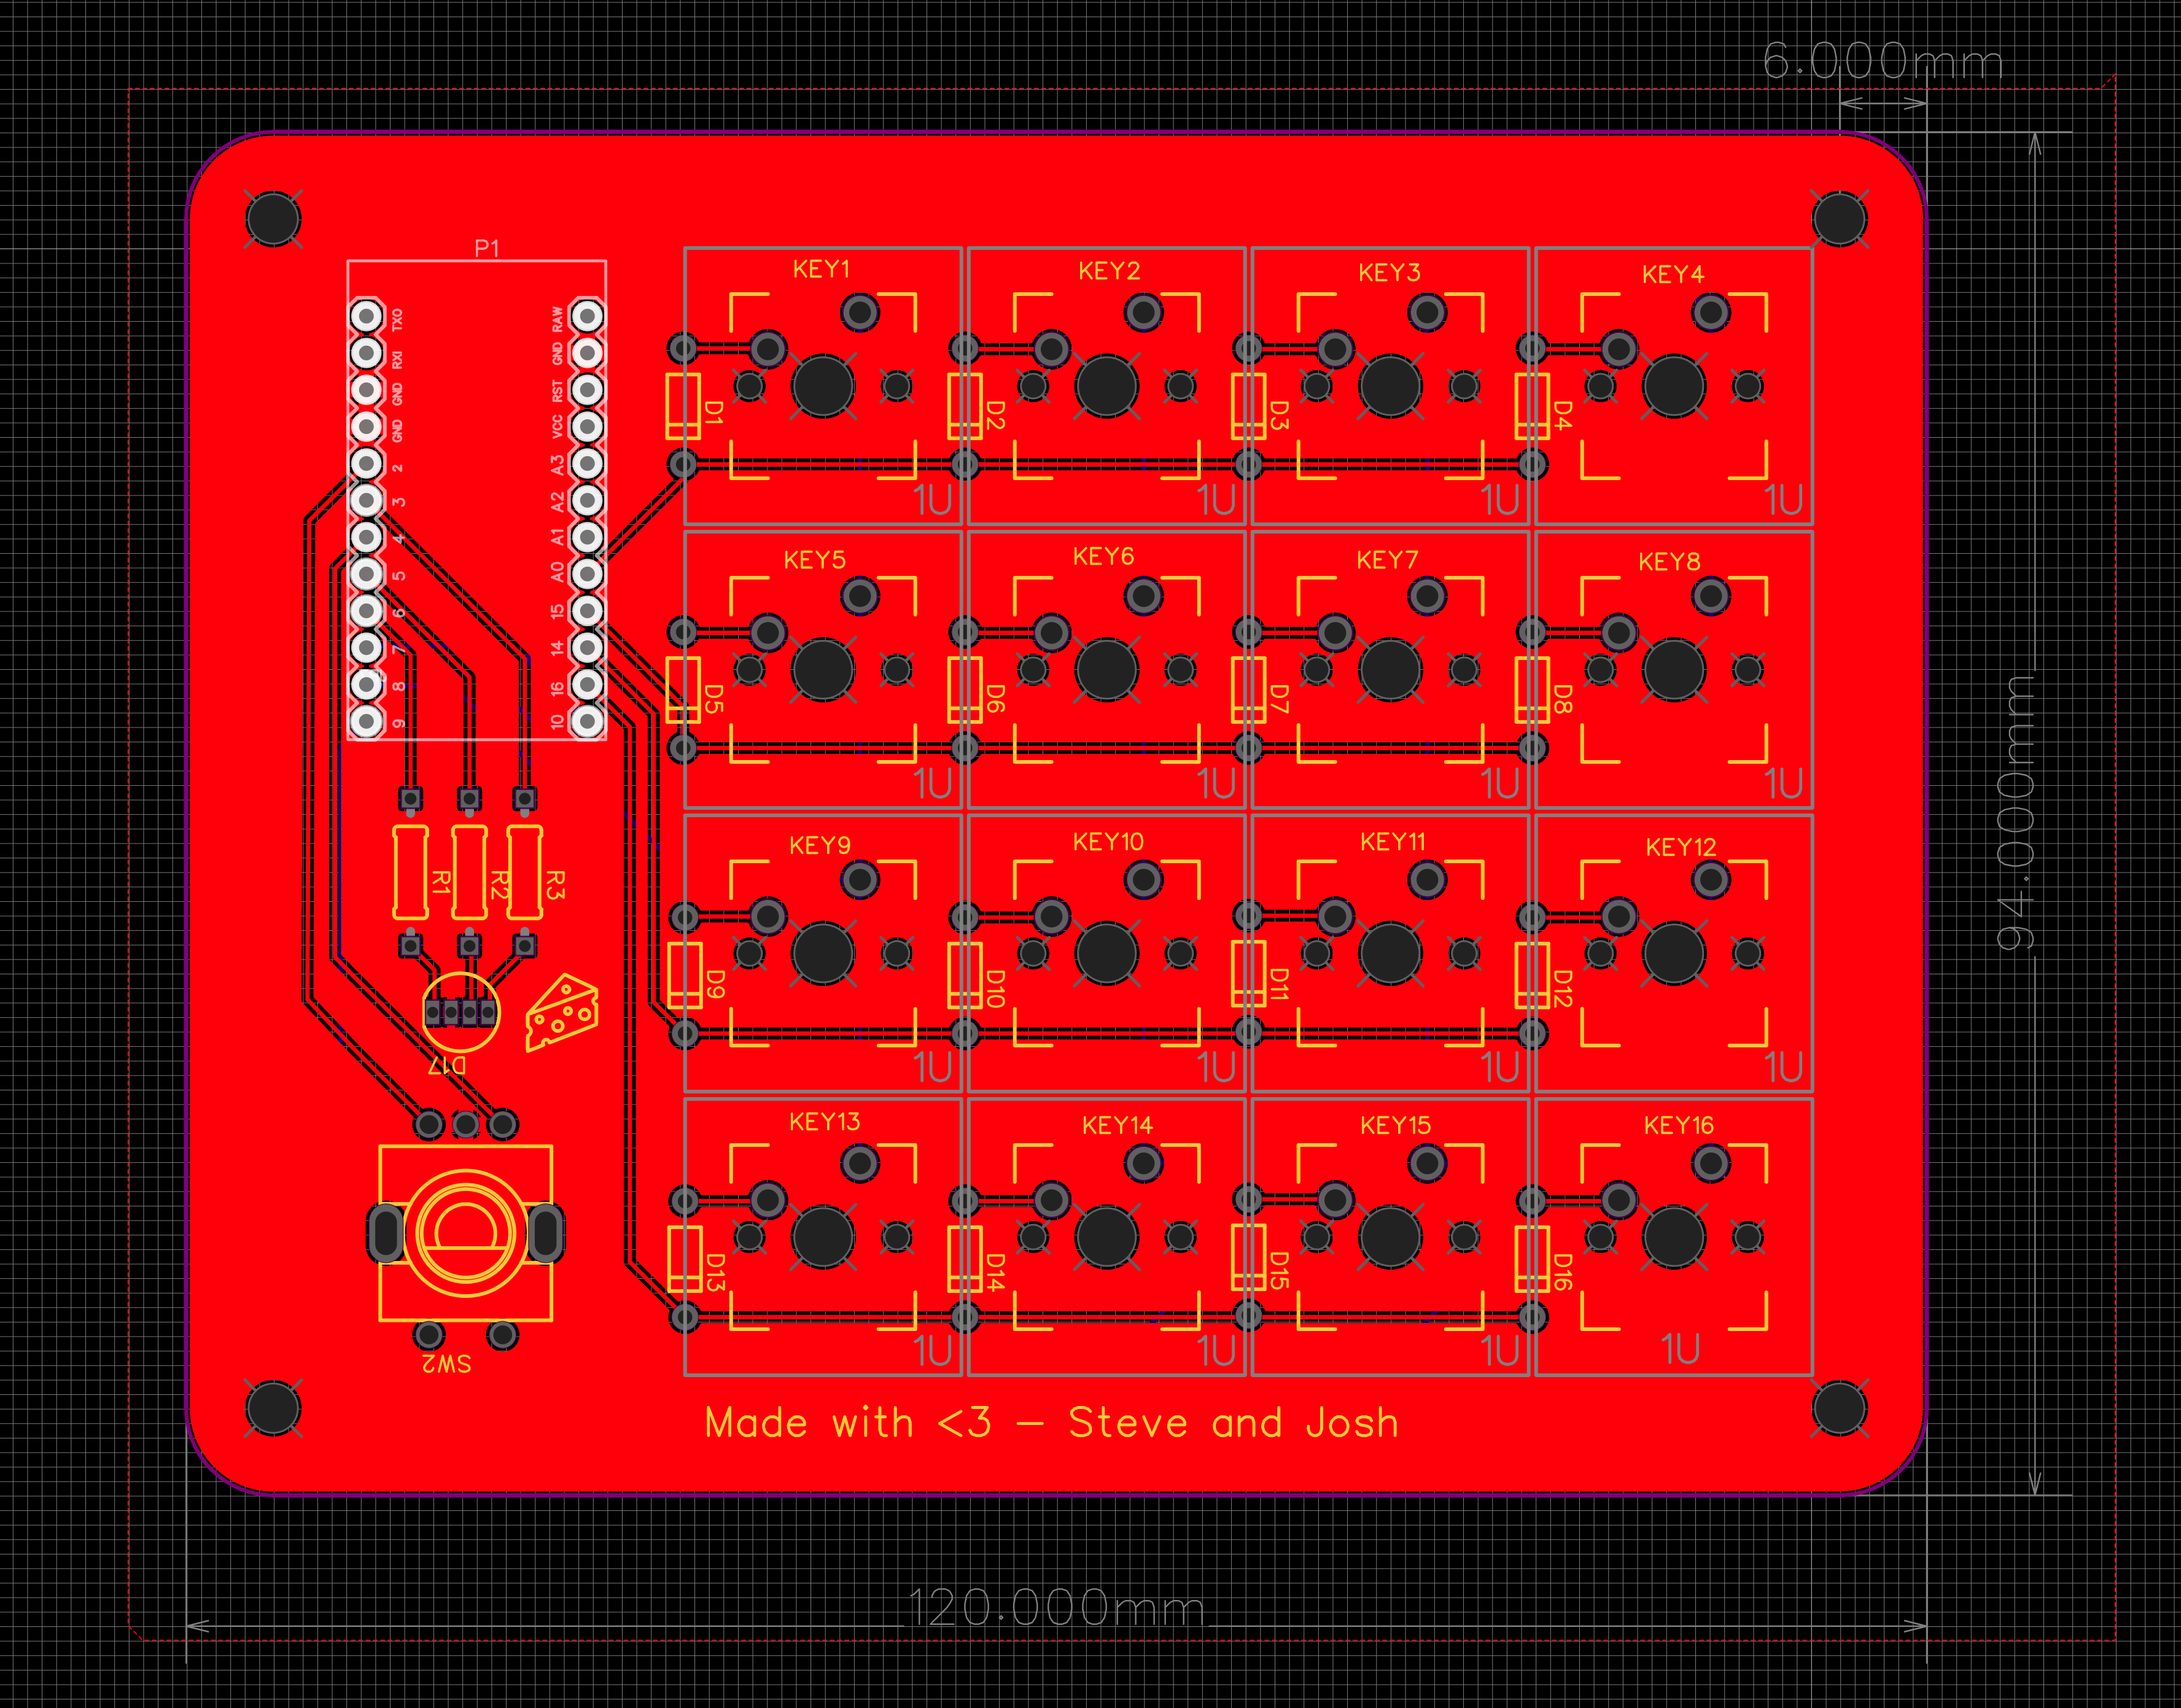 6.000mm
P1
TXO RAW
RXI GND
GND RST
GND VCC
2 A3
3 A2
4 A1
5 A0
6 15
7 14
8 16
9 10
KEY1 KEY2 KEY3 KEY4
D1 D2 D3 D4
1U 1U 1U 1U
KEY5 KEY6 KEY7 KEY8
D5 D6 D7 D8
1U 1U 1U 1U
94.000mm
R1 R2 R3
KEY9 KEY10 KEY11 KEY12
D9 D10 D11 D12
1U 1U 1U 1U
D17
KEY13 KEY14 KEY15 KEY16
D13 D14 D15 D16
1U 1U 1U 1U
SW2
Made with <3 - Steve and Josh
120.000mm